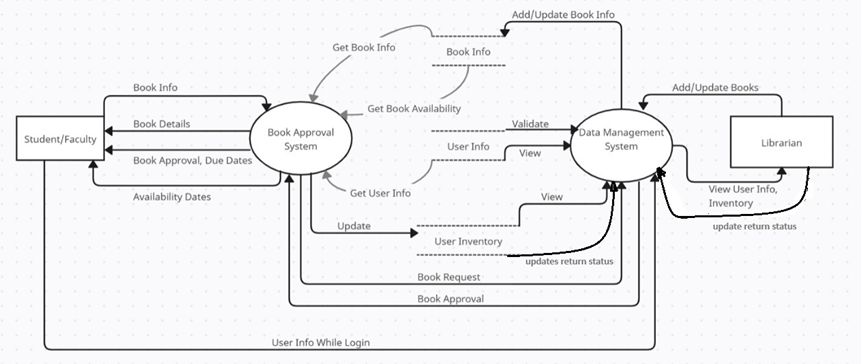 Add/Update Book Info
Get Book Info
Book Info
Book Info
Add/Update Books
Get Book Availability
Student/Faculty
Book Details
Book Approval
System
Validate
Data Management
System
Librarian
User Info
View
Book Approval, Due Dates
Get User Info
Availability Dates
View User Info,
Inventory
View
Update
update return status
User Inventory
updates return status
Book Request
Book Approval
User Info While Login